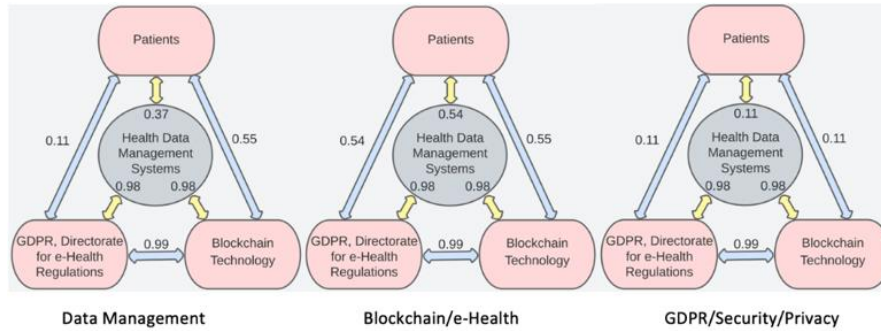 Patients
0.37
0.11
0.55
Health Data
Management
Systems
0.98 0.98
GDPR, Directorate
for e-Health
Regulations
0.99
Blockchain
Technology
Data Management
Patients
0.54
0.54
0.55
Health Data
Management
Systems
0.98 0.98
GDPR, Directorate
for e-Health
Regulations
0.99
Blockchain
Technology
Blockchain/e-Health
Patients
0.11
0.11
0.11
Health Data
Management
Systems
0.98 0.98
GDPR, Directorate
for e-Health
Regulations
0.99
Blockchain
Technology
GDPR/Security/Privacy